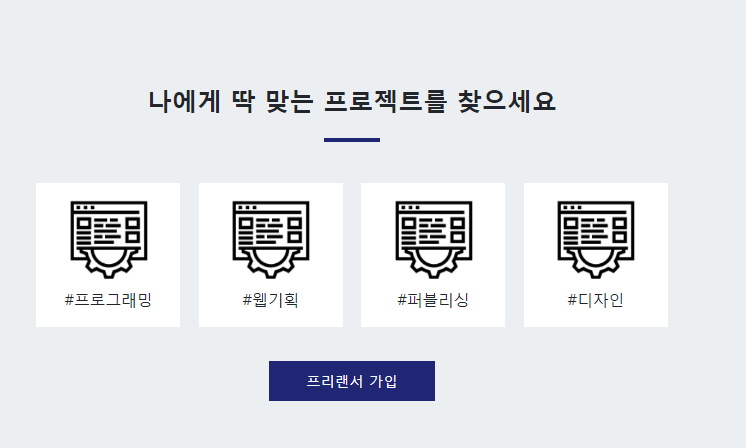 나에게 딱 맞는 프로젝트를 찾으세요
#프로그래밍
#웹기획
#퍼블리싱
#디자인
프리랜서 가입